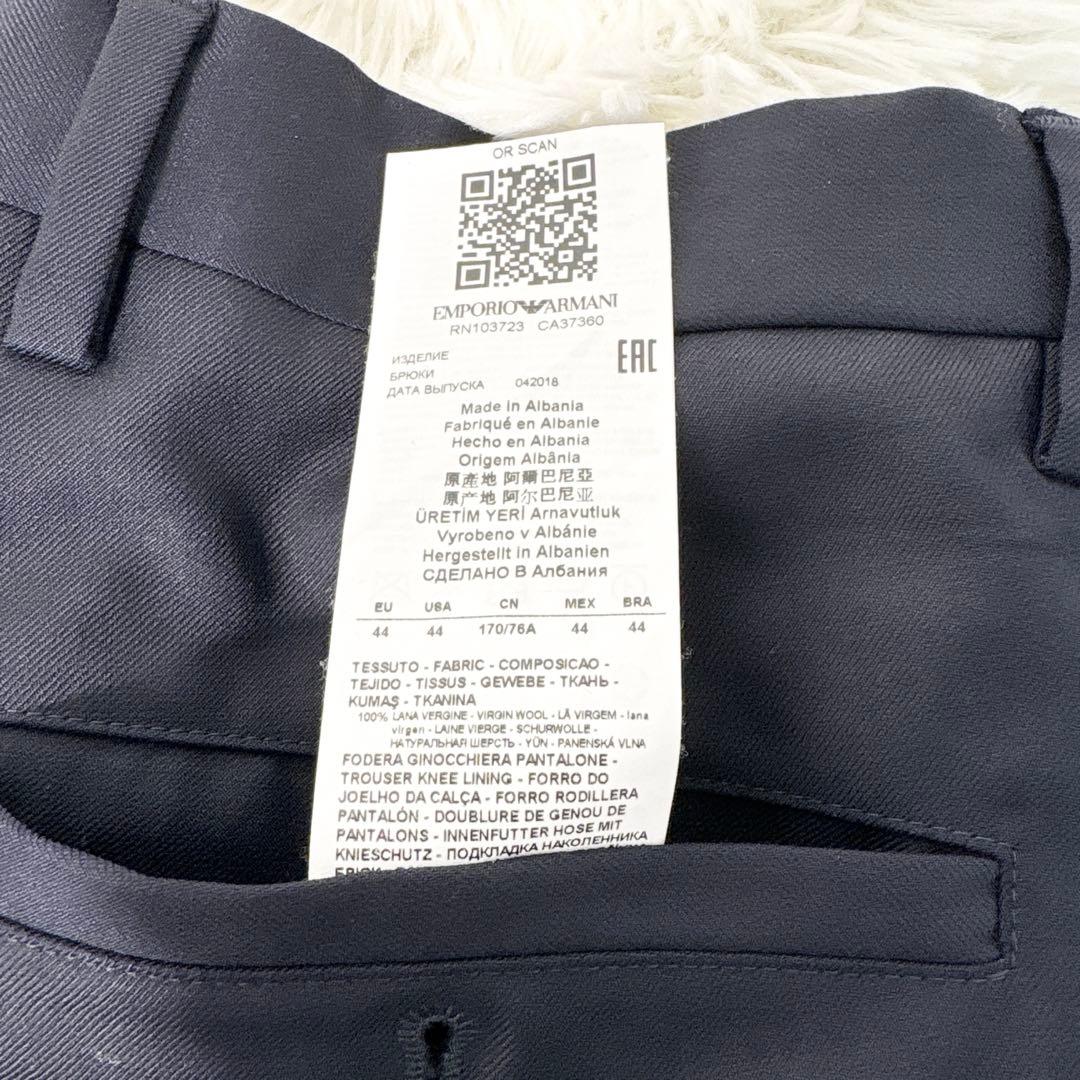 OR SCAN
EMPORIO ARMANI
RN103723 CA37360
ИЗДЕЛИЕ
БРЮКИ
ДАТА ВЫПУСКА 042018
EAC
Made in Albania
Fabriqué en Albanie
Hecho en Albania
Origem Albânia
原產地 阿爾巴尼亞
原产地 阿尔巴尼亚
ÜRETİM YERİ Arnavutluk
Vyrobeno v Albánie
Hergestellt in Albanien
СДЕЛАНО В Албания
EU USA CN MEX BRA
44 44 170/76A 44 44
TESSUTO - FABRIC - COMPOSICAO -
TEJIDO - TISSUS - GEWEBE - ТКАНЬ -
KUMAŞ - TKANINA
100% LANA VERGINE - VIRGIN WOOL - LÃ VIRGEM - lana
virgen - LAINE VIERGE - SCHURWOLLE -
НАТУРАЛЬНАЯ ШЕРСТЬ - YÜN - PANENSKÁ VLNA
FODERA GINOCCHIERA PANTALONE -
TROUSER KNEE LINING - FORRO DO
JOELHO DA CALÇA - FORRO RODILLERA
PANTALÓN - DOUBLURE DE GENOU DE
PANTALONS - INNENFUTTER HOSE MIT
KNIESCHUTZ - ПОДКЛАДКА НАКОЛЕННИКА